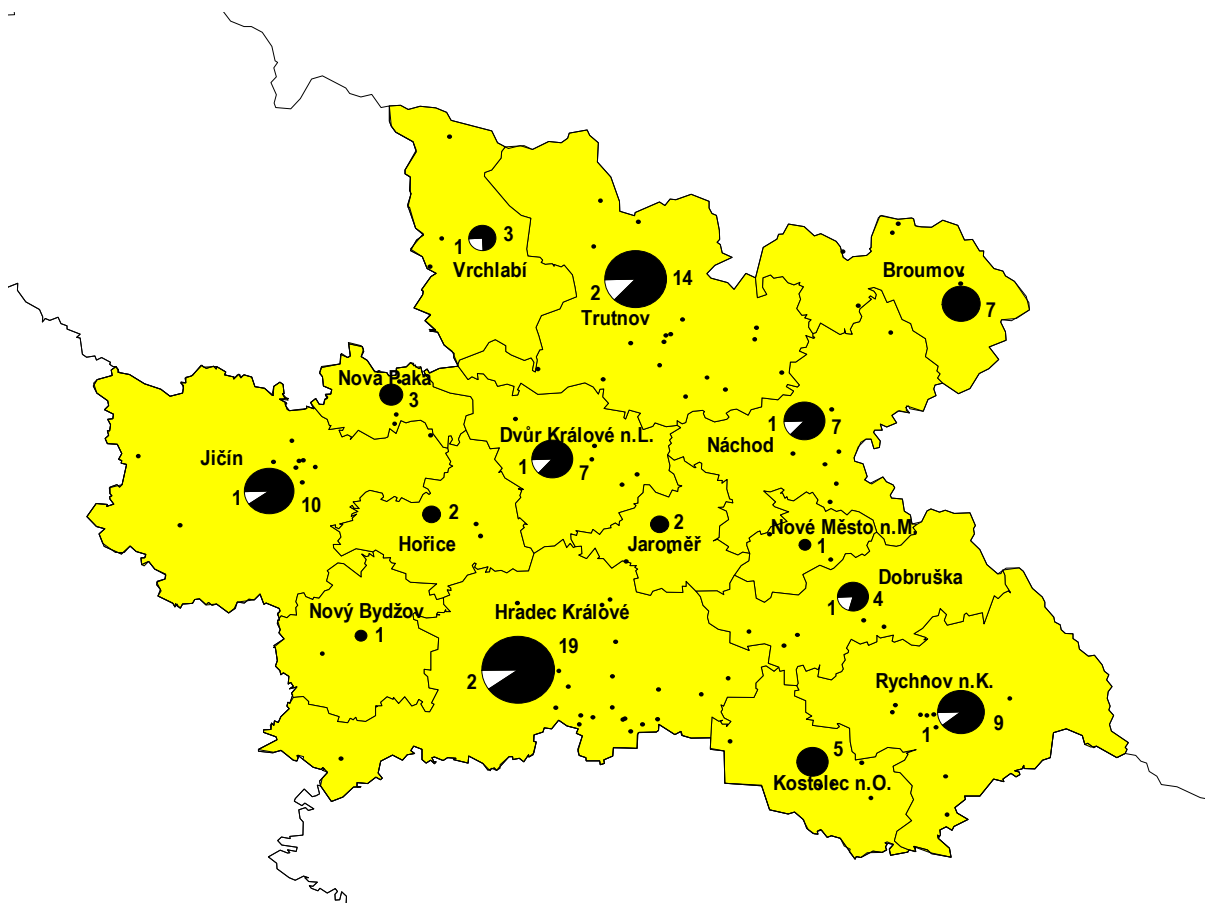 3
1
Vrchlabí
Broumov
7
14
2
Trutnov
Nová Paka
3
Dvůr Králové n.L.
1
7
1
7
Náchod
Jičín
1
10
2
Hořice
2
Jaroměř
Nové Město n.M.
1
Dobruška
1
4
Nový Bydžov
1
Hradec Králové
19
2
Rychnov n.K.
1
9
5
Kostelec n.O.